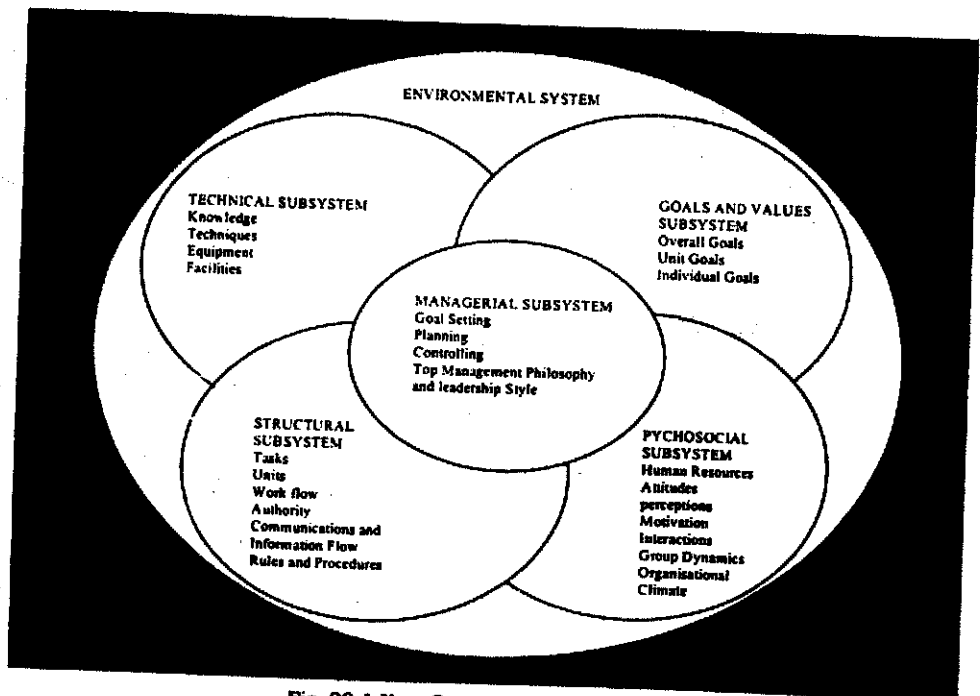 ENVIRONMENTAL SYSTEM
TECHNICAL SUBSYSTEM
Knowledge
Techniques
Equipment
Facilities
GOALS AND VALUES
SUBSYSTEM
Overall Goals
Unit Goals
Individual Goals
MANAGERIAL SUBSYSTEM
Goal Setting
Planning
Controlling
Top Management Philosophy
and leadership Style
STRUCTURAL
SUBSYSTEM
Tasks
Units
Work flow
Authority
Communications and
Information Flow
Rules and Procedures
PYCHOSOCIAL
SUBSYSTEM
Human Resources
Attitudes
perceptions
Motivation
Interactions
Group Dynamics
Organisational
Climate